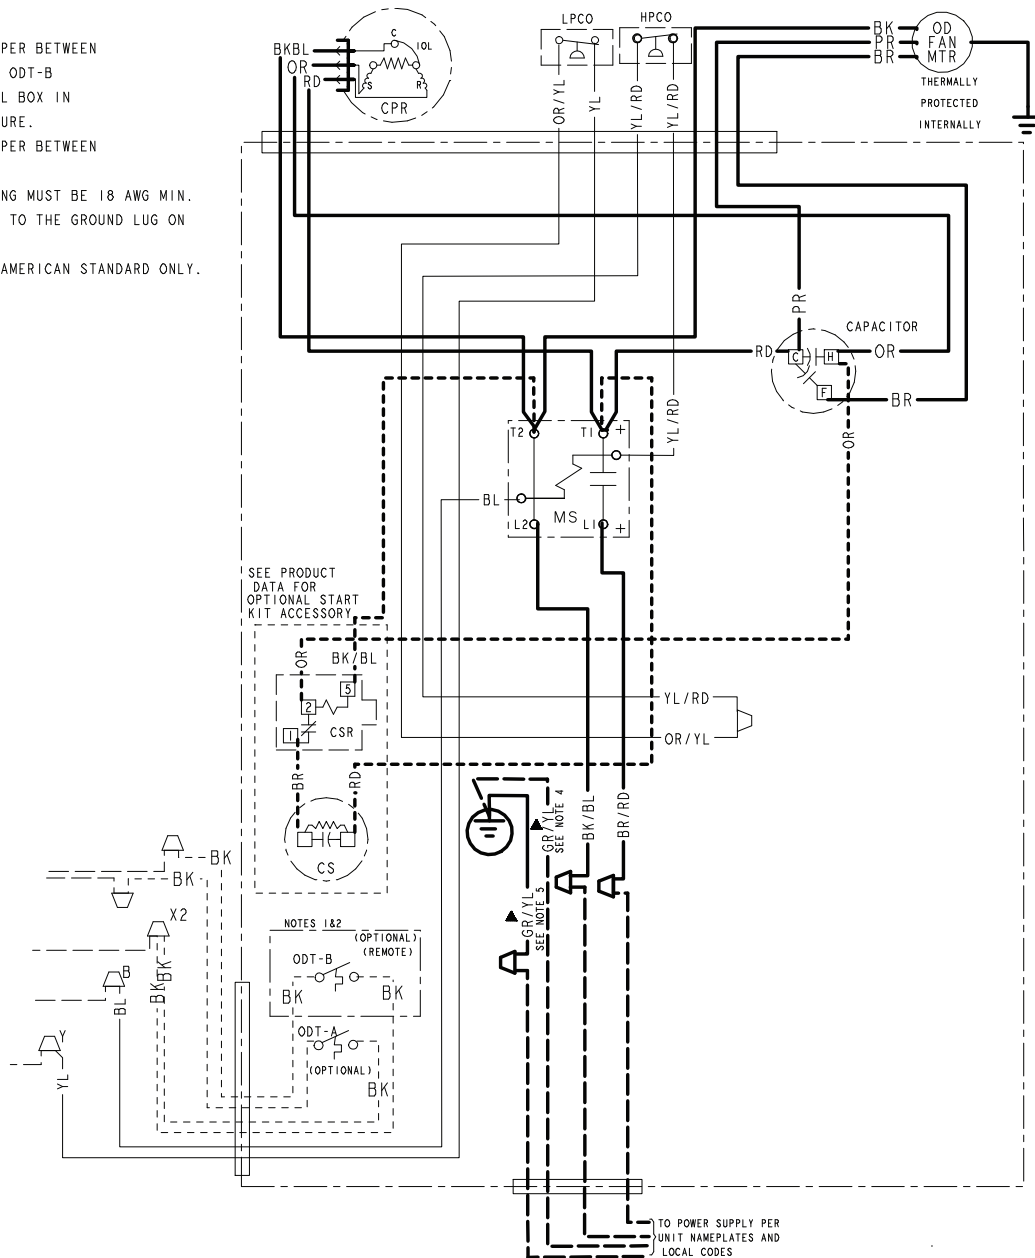 PER BETWEEN
ODT-B
L BOX IN
URE.
PER BETWEEN
NG MUST BE 18 AWG MIN.
TO THE GROUND LUG ON
AMERICAN STANDARD ONLY.
BKBL
OR
RD
C
IOL
S
R
CPR
LPCO
HPCO
OR/YL
YL
YL/RD
YL/RD
BK
PR
BR
OD
FAN
MTR
THERMALLY
PROTECTED
INTERNALLY
PR
CAPACITOR
RD
C
H
OR
F
BR
OR
YL/RD
T2
T1
+
BL
MS
L2
L1
+
SEE PRODUCT
DATA FOR
OPTIONAL START
KIT ACCESSORY
OR
BK/BL
5
2
1
CSR
BR
RD
CS
YL/RD
OR/YL
GR/YL
SEE NOTE 4
BK/BL
BR/RD
GR/YL
SEE NOTE 5
BK
BK
X2
BK
BK
B
BL
Y
YL
NOTES 1&2
(OPTIONAL)
(REMOTE)
ODT-B
BK
BK
ODT-A
(OPTIONAL)
BK
TO POWER SUPPLY PER
UNIT NAMEPLATES AND
LOCAL CODES